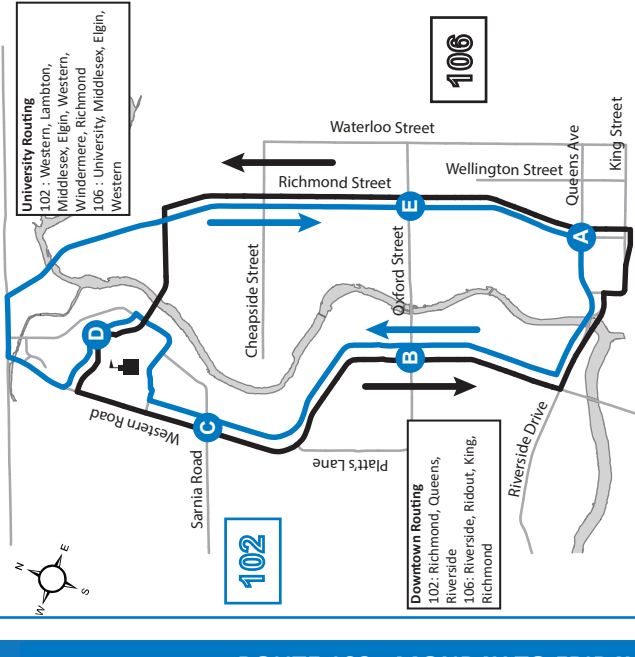 University Routing
102 : Western, Lambton,
Middlesex, Elgin, Western,
Windermere, Richmond
106 : University, Middlesex, Elgin,
Western
106
Waterloo Street
Wellington Street
Richmond Street
Queens Ave
King Street
Cheapside Street
Oxford Street
A
B
C
D
E
Western Road
Sarnia Road
Platt's Lane
Riverside Drive
102
Downtown Routing
102: Richmond, Queens,
Riverside
106: Riverside, Ridout, King,
Richmond
N
E
S
W